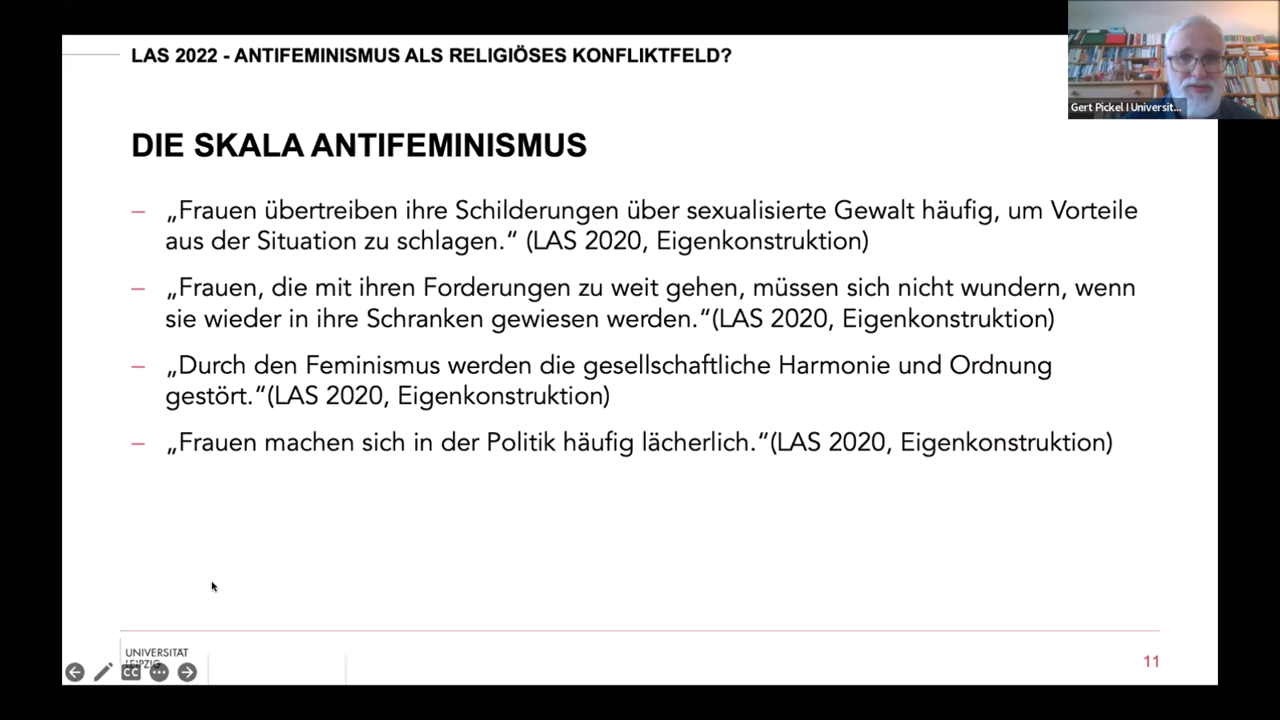 LAS 2022 - ANTIFEMINISMUS ALS RELIGIÖSES KONFLIKTFELD?
Gert Pickel I Universit...
DIE SKALA ANTIFEMINISMUS
– „Frauen übertreiben ihre Schilderungen über sexualisierte Gewalt häufig, um Vorteile
aus der Situation zu schlagen.“ (LAS 2020, Eigenkonstruktion)
– „Frauen, die mit ihren Forderungen zu weit gehen, müssen sich nicht wundern, wenn
sie wieder in ihre Schranken gewiesen werden.“(LAS 2020, Eigenkonstruktion)
– „Durch den Feminismus werden die gesellschaftliche Harmonie und Ordnung
gestört.“(LAS 2020, Eigenkonstruktion)
– „Frauen machen sich in der Politik häufig lächerlich.“(LAS 2020, Eigenkonstruktion)
UNIVERSITÄT
LEIPZIG
CC
11